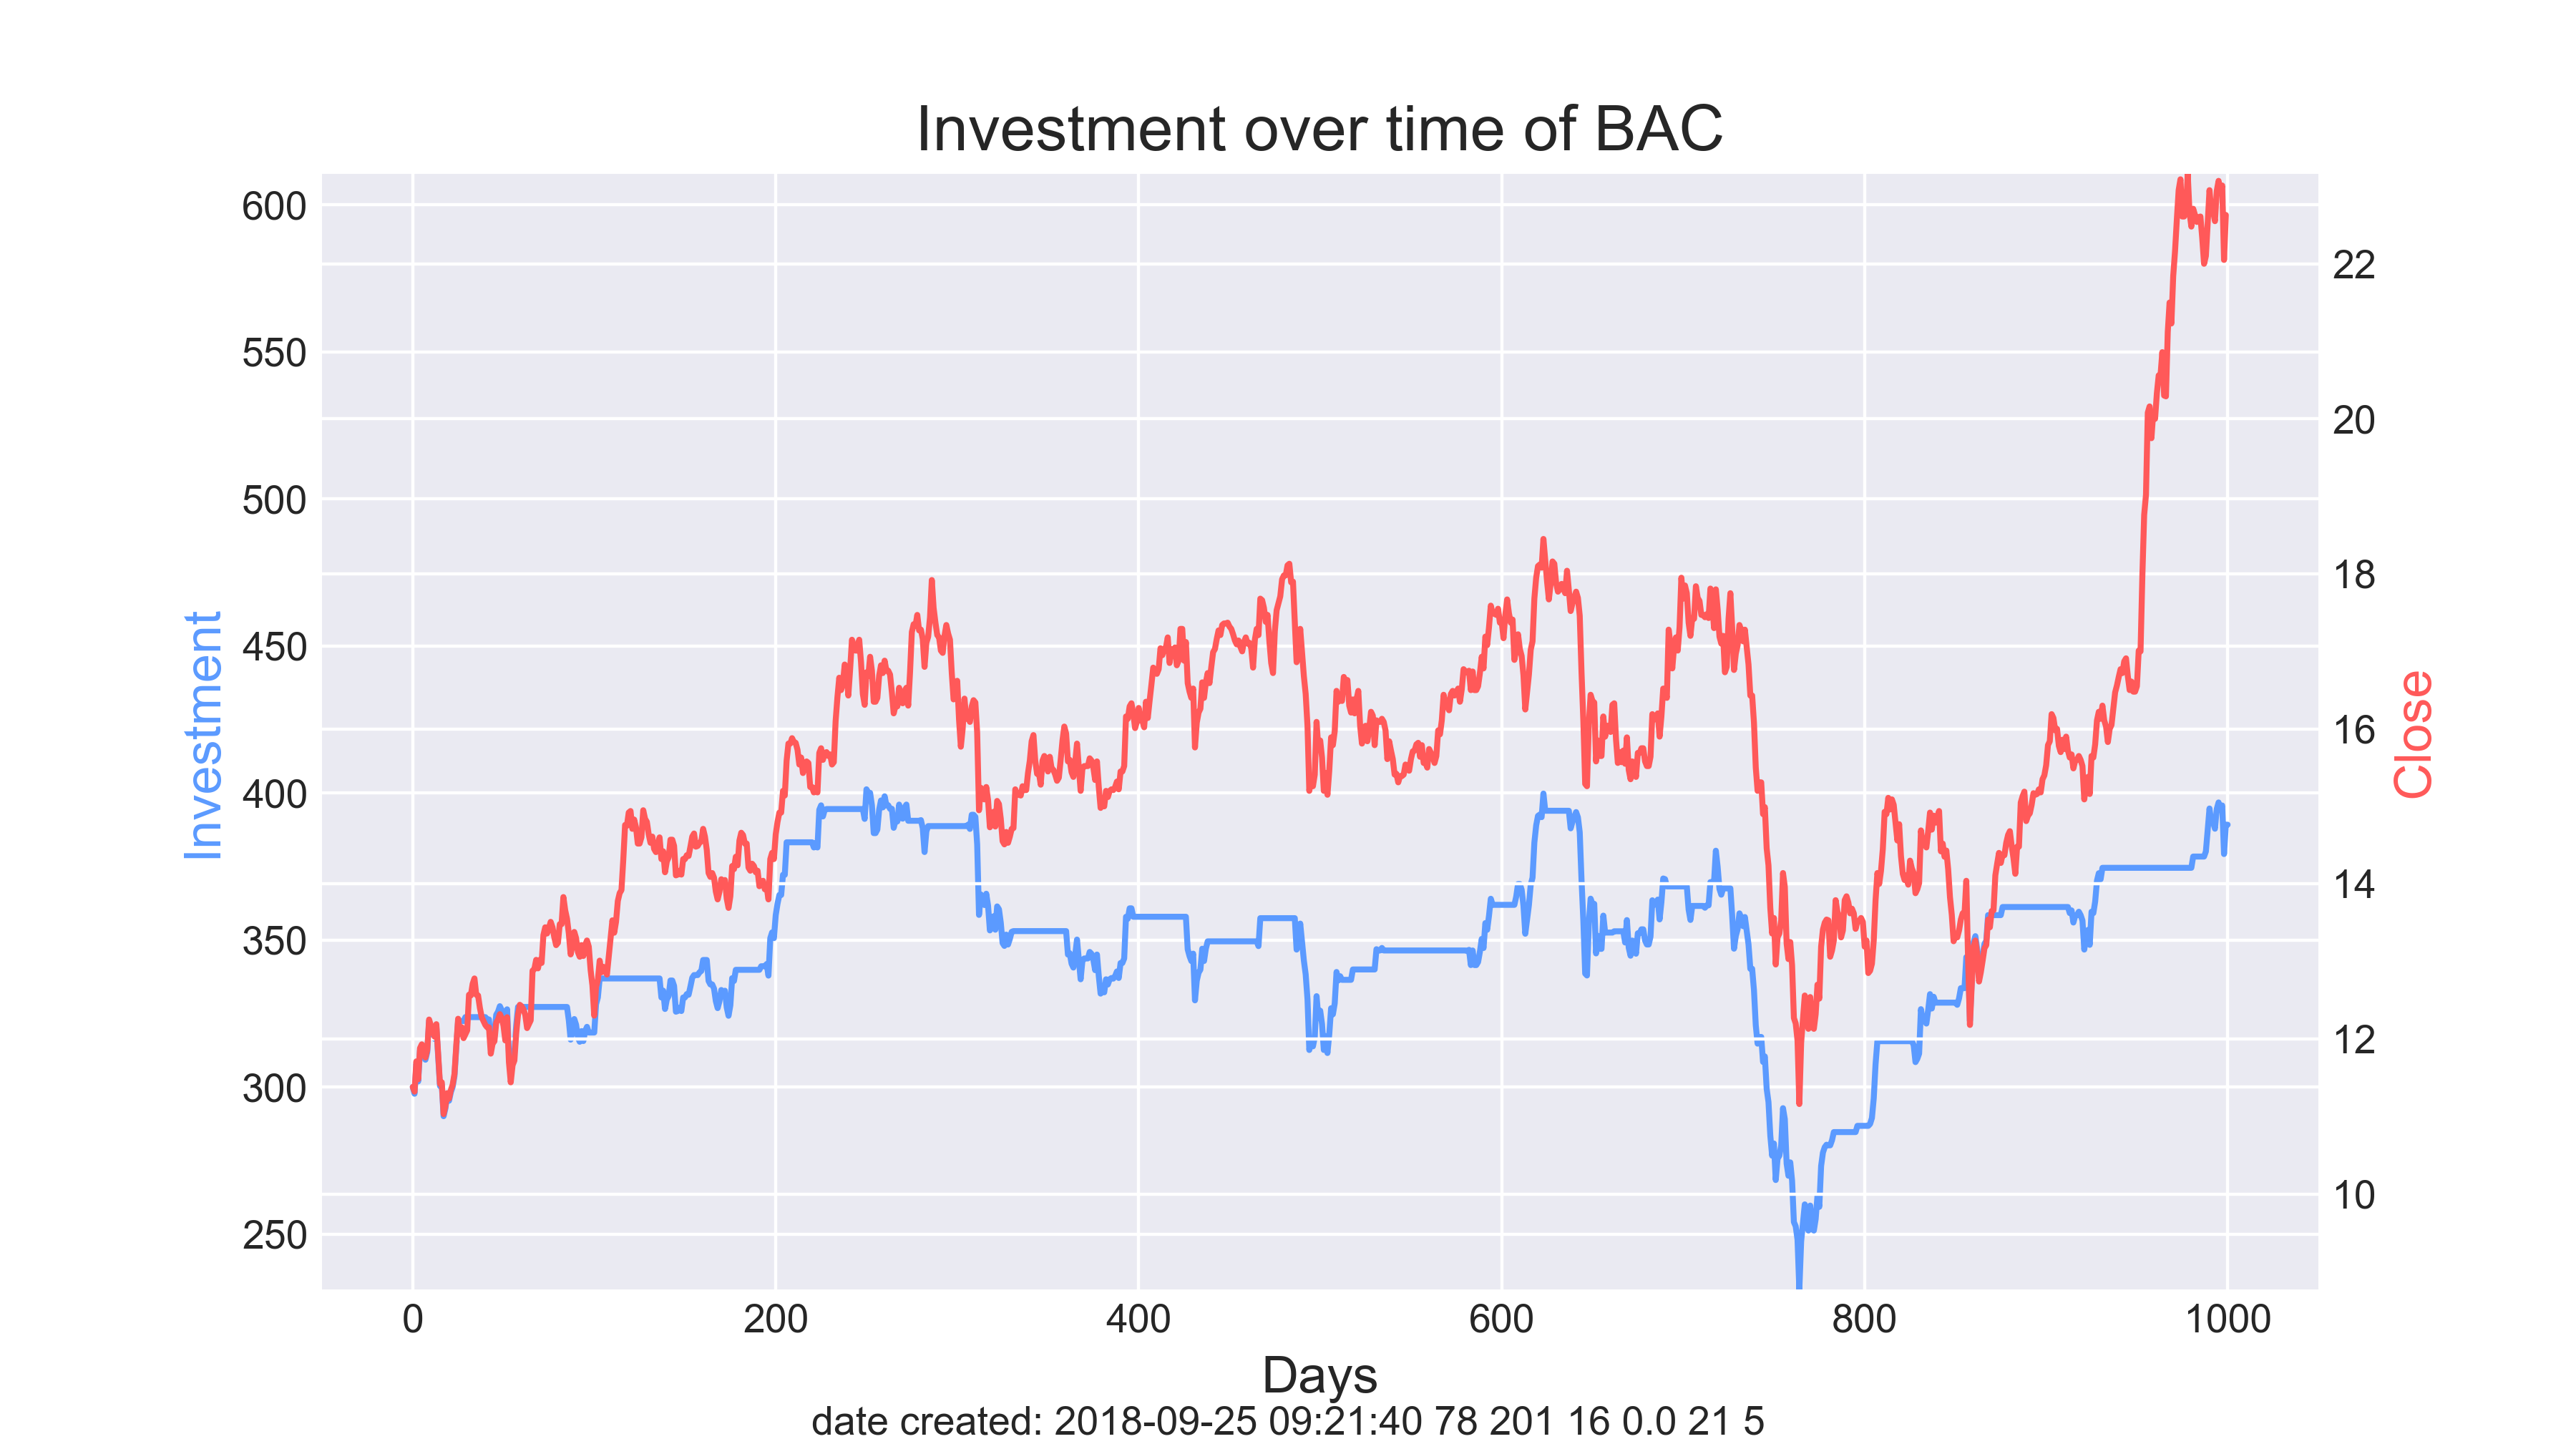 Investment over time of BAC
600
550
500
450
400
350
300
250
Investment
22
20
18
16
14
12
10
Close
0 200 400 600 800 1000
Days
date created: 2018-09-25 09:21:40 78 201 16 0.0 21 5